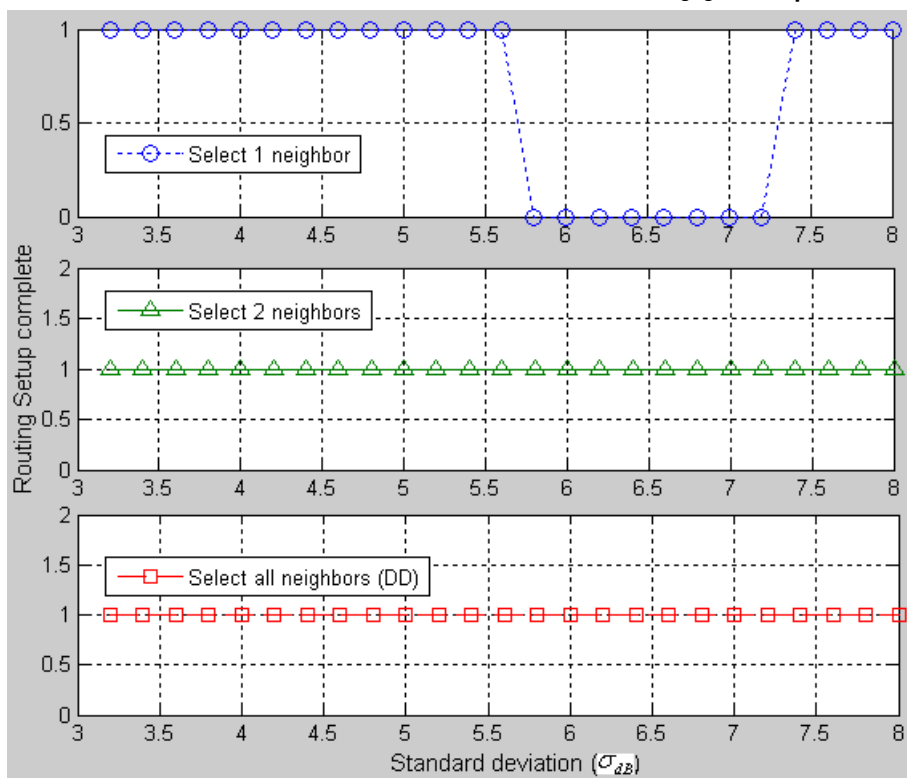 1
0.5
0
Select 1 neighbor
3 3.5 4 4.5 5 5.5 6 6.5 7 7.5 8
Routing Setup complete
2
1.5
1
0.5
0
Select 2 neighbors
3 3.5 4 4.5 5 5.5 6 6.5 7 7.5 8
2
1.5
1
0.5
0
Select all neighbors (DD)
3 3.5 4 4.5 5 5.5 6 6.5 7 7.5 8
Standard deviation (σdB)